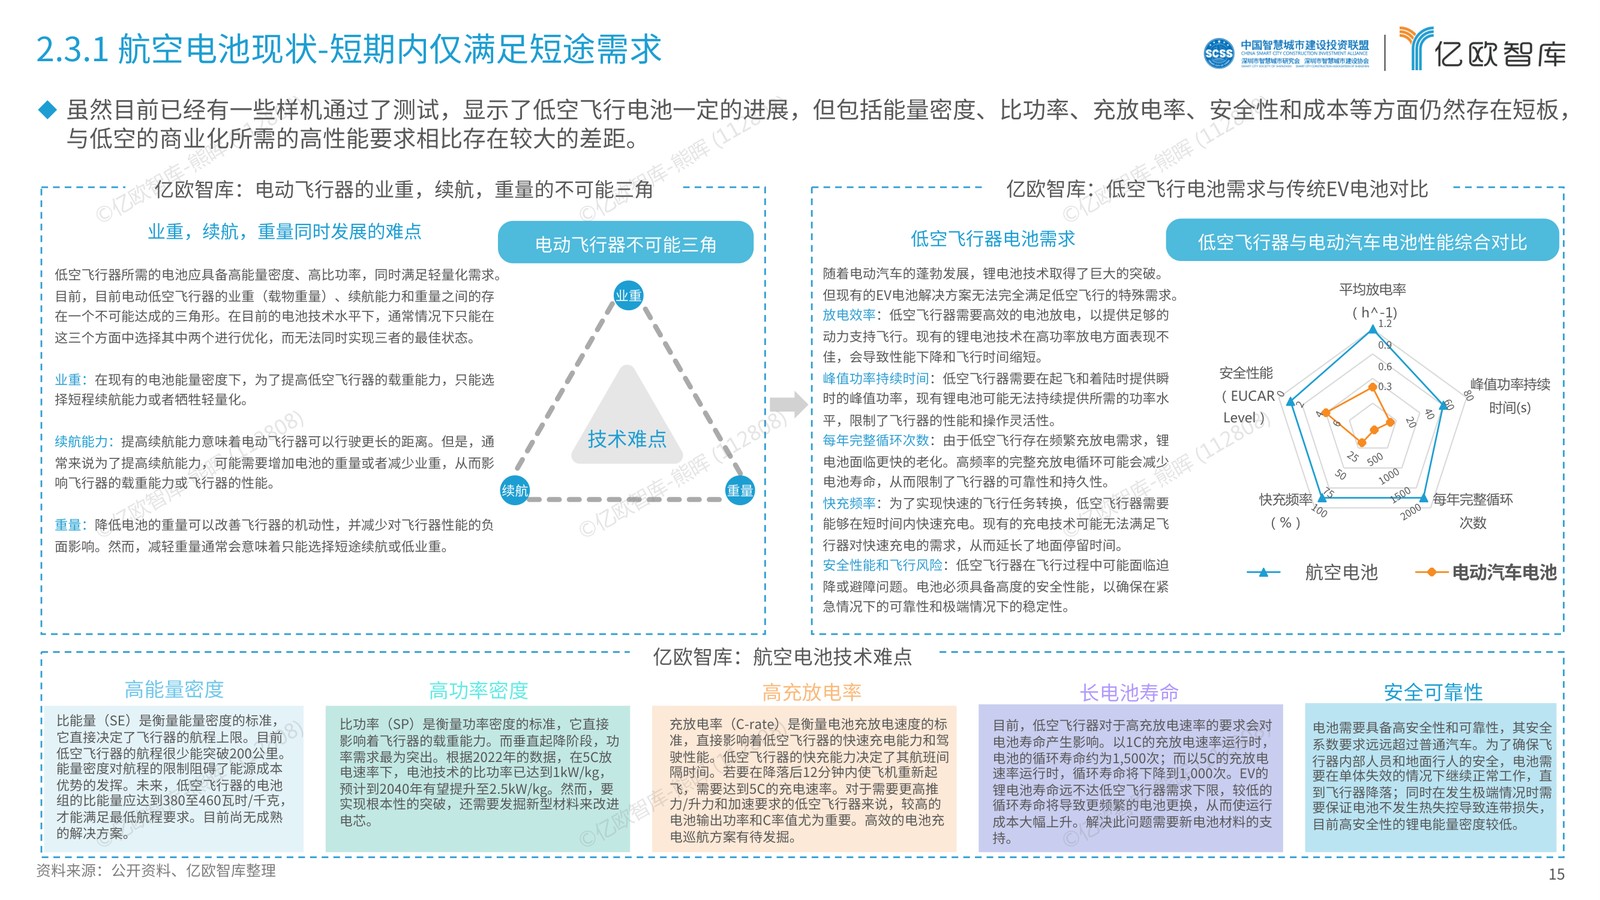 2.3.1 航空电池现状-短期内仅满足短途需求
SCSS
中国智慧城市建设投资联盟
CHINA SMART CITY CONSTRUCTION INVESTMENT ALLIANCE
深圳市智慧城市研究会 深圳市智慧城市建设协会
亿欧智库
◆ 虽然目前已经有一些样机通过了测试，显示了低空飞行电池一定的进展，但包括能量密度、比功率、充放电率、安全性和成本等方面仍然存在短板，
与低空的商业化所需的高性能要求相比存在较大的差距。
亿欧智库：电动飞行器的业重，续航，重量的不可能三角
业重，续航，重量同时发展的难点
低空飞行器所需的电池应具备高能量密度、高比功率，同时满足轻量化需求。
目前，目前电动低空飞行器的业重（载物重量）、续航能力和重量之间的存
在一个不可能达成的三角形。在目前的电池技术水平下，通常情况下只能在
这三个方面中选择其中两个进行优化，而无法同时实现三者的最佳状态。
业重：在现有的电池能量密度下，为了提高低空飞行器的载重能力，只能选
择短程续航能力或者牺牲轻量化。
续航能力：提高续航能力意味着电动飞行器可以行驶更长的距离。但是，通
常来说为了提高续航能力，可能需要增加电池的重量或者减少业重，从而影
响飞行器的载重能力或飞行器的性能。
重量：降低电池的重量可以改善飞行器的机动性，并减少对飞行器性能的负
面影响。然而，减轻重量通常会意味着只能选择短途续航或低业重。
电动飞行器不可能三角
业重
技术难点
续航
重量
亿欧智库：低空飞行电池需求与传统EV电池对比
低空飞行器电池需求
随着电动汽车的蓬勃发展，锂电池技术取得了巨大的突破。
但现有的EV电池解决方案无法完全满足低空飞行的特殊需求。
放电效率：低空飞行器需要高效的电池放电，以提供足够的
动力支持飞行。现有的锂电池技术在高功率放电方面表现不
佳，会导致性能下降和飞行时间缩短。
峰值功率持续时间：低空飞行器需要在起飞和着陆时提供瞬
时的峰值功率，现有锂电池可能无法持续提供所需的功率水
平，限制了飞行器的性能和操作灵活性。
每年完整循环次数：由于低空飞行存在频繁充放电需求，锂
电池面临更快的老化。高频率的完整充放电循环可能会减少
电池寿命，从而限制了飞行器的可靠性和持久性。
快充频率：为了实现快速的飞行任务转换，低空飞行器需要
能够在短时间内快速充电。现有的充电技术可能无法满足飞
行器对快速充电的需求，从而延长了地面停留时间。
安全性能和飞行风险：低空飞行器在飞行过程中可能面临迫
降或避障问题。电池必须具备高度的安全性能，以确保在紧
急情况下的可靠性和极端情况下的稳定性。
低空飞行器与电动汽车电池性能综合对比
平均放电率
（ h^-1)
1.2
0.9
0.6
0.3
峰值功率持续
时间(s)
20
40
60
80
每年完整循环
次数
500
1000
1500
2000
快充频率
（ % ）
25
50
75
100
安全性能
（ EUCAR
Level ）
0
2
4
6
航空电池
电动汽车电池
亿欧智库：航空电池技术难点
高能量密度
比能量（SE）是衡量能量密度的标准，
它直接决定了飞行器的航程上限。目前
低空飞行器的航程很少能突破200公里。
能量密度对航程的限制阻碍了能源成本
优势的发挥。未来，低空飞行器的电池
组的比能量应达到380至460瓦时/千克，
才能满足最低航程要求。目前尚无成熟
的解决方案。
高功率密度
比功率（SP）是衡量功率密度的标准，它直接
影响着飞行器的载重能力。而垂直起降阶段，功
率需求最为突出。根据2022年的数据，在5C放
电速率下，电池技术的比功率已达到1kW/kg，
预计到2040年有望提升至2.5kW/kg。然而，要
实现根本性的突破，还需要发掘新型材料来改进
电芯。
高充放电率
充放电率（C-rate）是衡量电池充放电速度的标
准，直接影响着低空飞行器的快速充电能力和驾
驶性能。低空飞行器的快充能力决定了其航班间
隔时间。若要在降落后12分钟内使飞机重新起
飞，需要达到5C的充电速率。对于需要更高推
力/升力和加速要求的低空飞行器来说，较高的
电池输出功率和C率值尤为重要。高效的电池充
电巡航方案有待发掘。
长电池寿命
目前，低空飞行器对于高充放电速率的要求会对
电池寿命产生影响。以1C的充放电速率运行时，
电池的循环寿命约为1,500次；而以5C的充放电
速率运行时，循环寿命将下降到1,000次。EV的
锂电池寿命远不达低空飞行器需求下限，较低的
循环寿命将导致更频繁的电池更换，从而使运行
成本大幅上升。解决此问题需要新电池材料的支
持。
安全可靠性
电池需要具备高安全性和可靠性，其安全
系数要求远远超过普通汽车。为了确保飞
行器内部人员和地面行人的安全，电池需
要在单体失效的情况下继续正常工作，直
到飞行器降落；同时在发生极端情况时需
要保证电池不发生热失控导致连带损失，
目前高安全性的锂电能量密度较低。
资料来源：公开资料、亿欧智库整理
15
©亿欧智库-熊晖 (112808)